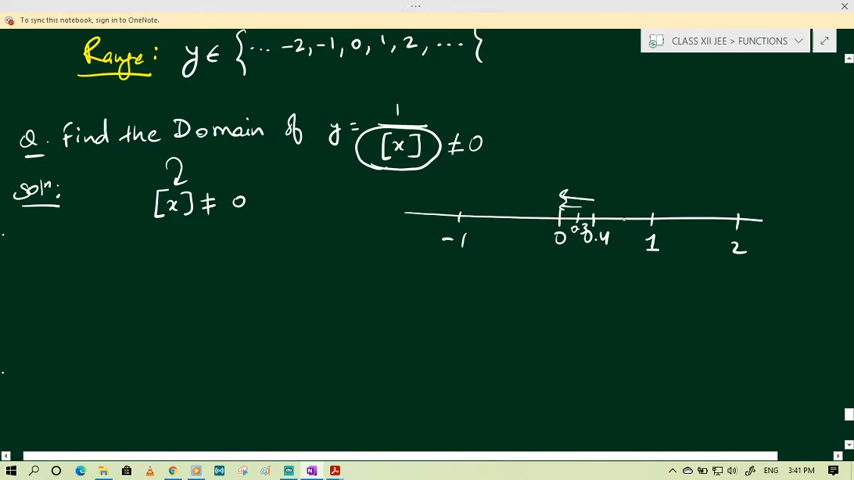 To sync this notebook, sign in to OneNote.
CLASS XII JEE > FUNCTIONS
Range: y ∈ { ... -2, -1, 0, 1, 2, ... }
Q. Find the Domain of y = 1/[x] ≠ 0
Soln: [x] ≠ 0
-1 0 0.3 0.4 1 2
ENG 3:41 PM